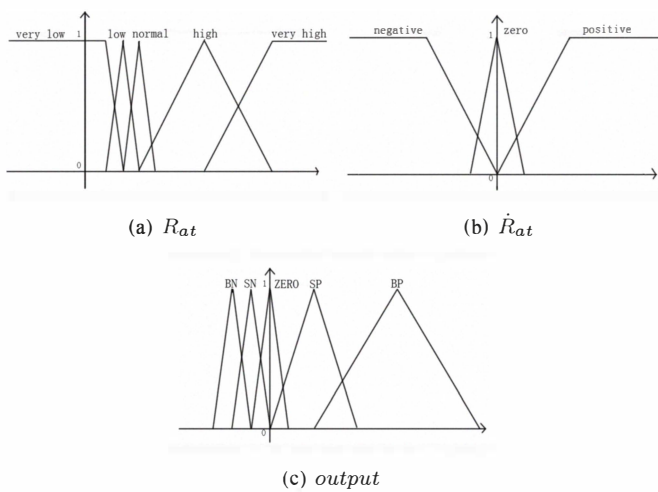 very low 1 low normal high very high
0
(a) R_at
negative 1 zero positive
0
(b) Ṙ_at
BN SN 1 ZERO SP BP
0
(c) output